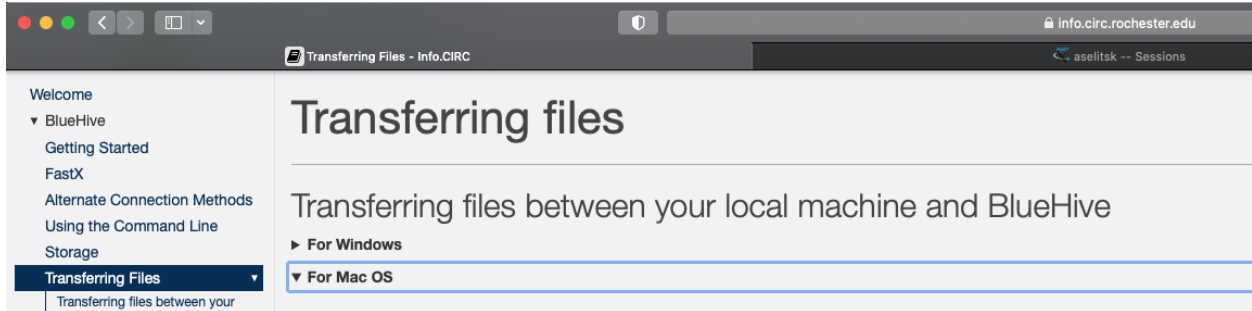 info.circ.rochester.edu
Transferring Files - Info.CIRC
aselitsk -- Sessions
Welcome
▼ BlueHive
Getting Started
FastX
Alternate Connection Methods
Using the Command Line
Storage
Transferring Files ▼
Transferring files between your
Transferring files
Transferring files between your local machine and BlueHive
► For Windows
▼ For Mac OS